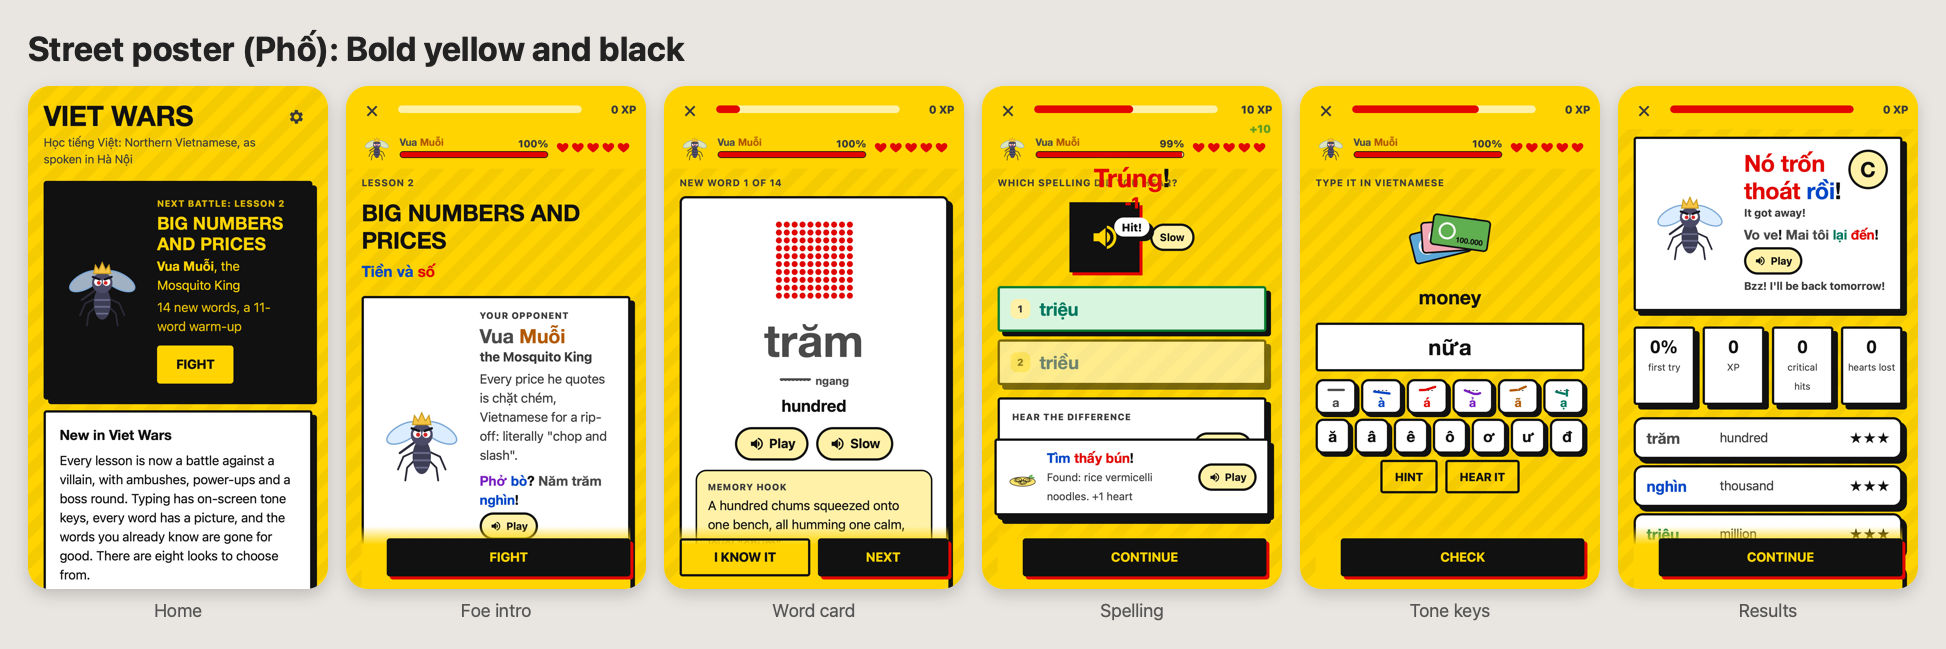 Street poster (Phố): Bold yellow and black
VIET WARS
Học tiếng Việt: Northern Vietnamese, as
spoken in Hà Nội
NEXT BATTLE: LESSON 2
BIG NUMBERS
AND PRICES
Vua Muỗi, the
Mosquito King
14 new words, a 11-
word warm-up
FIGHT
New in Viet Wars
Every lesson is now a battle against a
villain, with ambushes, power-ups and a
boss round. Typing has on-screen tone
keys, every word has a picture, and the
words you already know are gone for
good. There are eight looks to choose
from.
Home
0 XP
Vua Muỗi
100%
LESSON 2
BIG NUMBERS AND
PRICES
Tiền và số
YOUR OPPONENT
Vua Muỗi
the Mosquito King
Every price he quotes
is chặt chém,
Vietnamese for a rip-
off: literally "chop and
slash".
Phở bò? Năm trăm
nghìn!
Play
FIGHT
Foe intro
0 XP
Vua Muỗi
100%
NEW WORD 1 OF 14
trăm
ngang
hundred
Play
Slow
MEMORY HOOK
A hundred chums squeezed onto
one bench, all humming one calm,
I KNOW IT
NEXT
Word card
10 XP
+10
Vua Muỗi
99%
WHICH SPELLING DID YOU HEAR?
Trúng!
-1
Hit!
Slow
1 triệu
2 triều
HEAR THE DIFFERENCE
Tìm thấy bún!
Found: rice vermicelli
noodles. +1 heart
Play
CONTINUE
Spelling
0 XP
Vua Muỗi
100%
TYPE IT IN VIETNAMESE
100.000
money
nữa
a à á ả ã ạ
ă â ê ô ơ ư đ
HINT
HEAR IT
CHECK
Tone keys
0 XP
Nó trốn
thoát rồi!
C
It got away!
Vo ve! Mai tôi lại đến!
Play
Bzz! I'll be back tomorrow!
0%
first try
0
XP
0
critical
hits
0
hearts lost
trăm hundred ★★★
nghìn thousand ★★★
triệu million ★★★
CONTINUE
Results